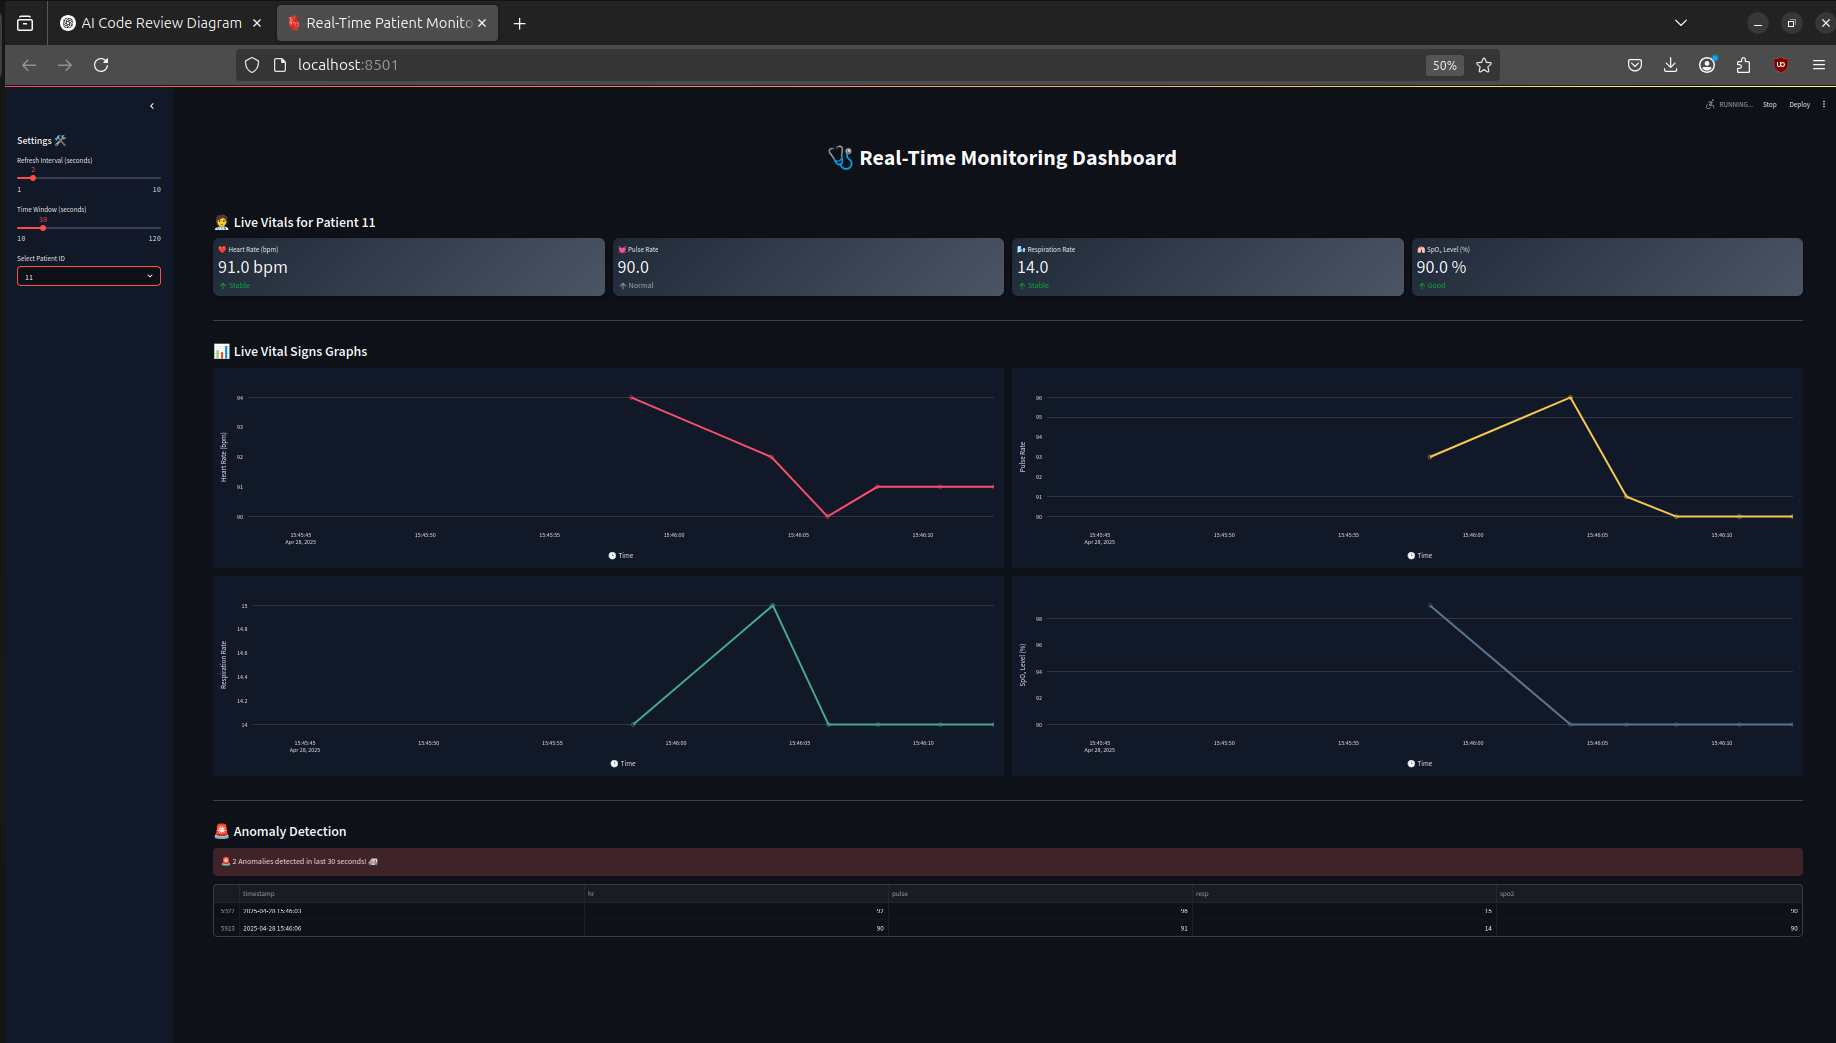 AI Code Review Diagram
Real-Time Patient Monito
localhost:8501
50%
RUNNING...
Stop
Deploy
Settings 🛠️
Refresh Interval (seconds)
2
1
10
Time Window (seconds)
30
10
120
Select Patient ID
11
🩺 Real-Time Monitoring Dashboard
🧑‍⚕️ Live Vitals for Patient 11
❤️ Heart Rate (bpm)
91.0 bpm
↑ Stable
💓 Pulse Rate
90.0
↑ Normal
🌬️ Respiration Rate
14.0
↑ Stable
🫁 SpO₂ Level (%)
90.0 %
↑ Good
📊 Live Vital Signs Graphs
Heart Rate (bpm)
94
93
92
91
90
15:45:45
Apr 28, 2025
15:45:50
15:45:55
15:46:00
15:46:05
15:46:10
🕒 Time
Pulse Rate
96
95
94
93
92
91
90
15:45:45
Apr 28, 2025
15:45:50
15:45:55
15:46:00
15:46:05
15:46:10
🕒 Time
Respiration Rate
15
14.8
14.6
14.4
14.2
14
15:45:45
Apr 28, 2025
15:45:50
15:45:55
15:46:00
15:46:05
15:46:10
🕒 Time
SpO₂ Level (%)
98
96
94
92
90
15:45:45
Apr 28, 2025
15:45:50
15:45:55
15:46:00
15:46:05
15:46:10
🕒 Time
🚨 Anomaly Detection
🚨 2 Anomalies detected in last 30 seconds! 🚑
timestamp hr pulse resp spo2
5922 2025-04-28 15:46:03 92 96 15 90
5923 2025-04-28 15:46:06 90 91 14 90